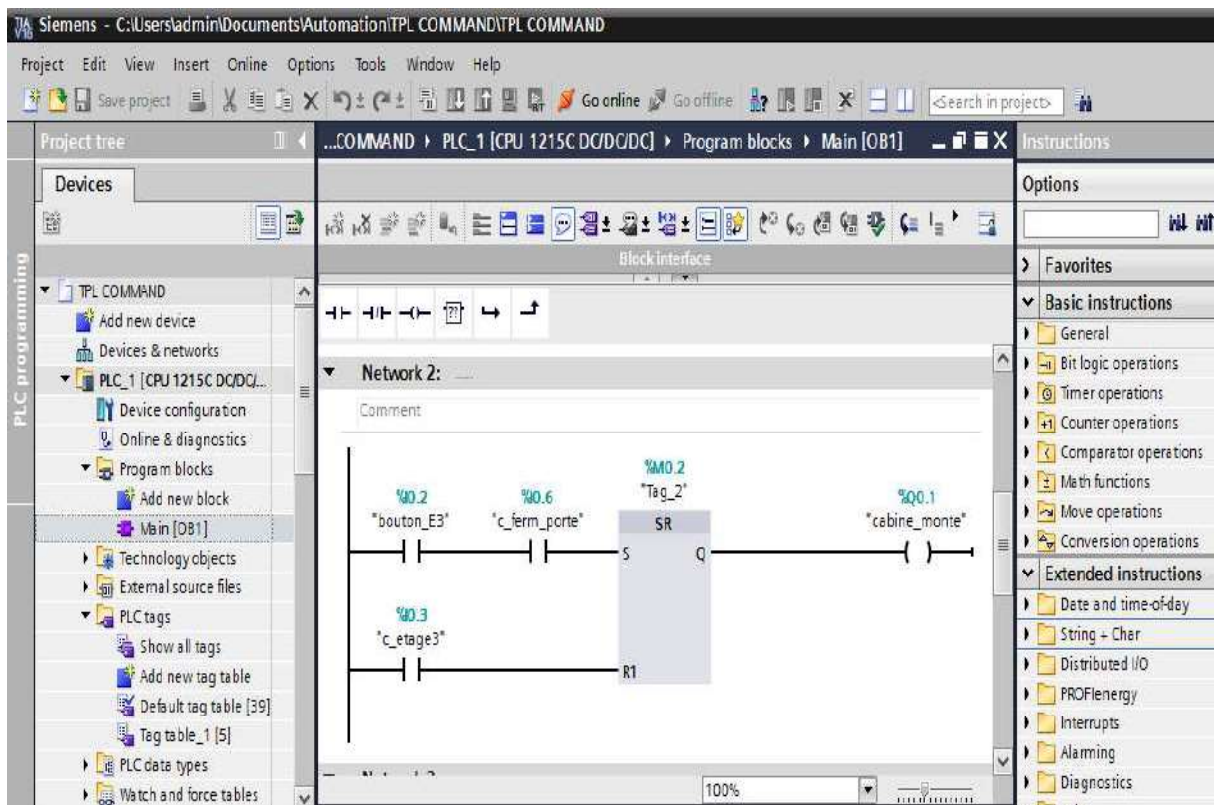 Siemens - C:\Users\admin\Documents\Automation\TPL COMMAND\TPL COMMAND
Project Edit View Insert Online Options Tools Window Help
Save project Go online Go offline <Search in project>
Project tree
...COMMAND PLC_1 [CPU 1215C DC/DC/DC] Program blocks Main [OB1]
Instructions
Devices
Options
Block interface
PLC programming
TPL COMMAND
Add new device
Devices & networks
PLC_1 [CPU 1215C DC/DC/...
Device configuration
Online & diagnostics
Program blocks
Add new block
Main [OB1]
Technology objects
External source files
PLC tags
Show all tags
Add new tag table
Default tag table [39]
Tag table_1 [5]
PLC data types
Watch and force tables
??
Network 2: .....
Comment
%M0.2
"Tag_2"
%I0.2 %I0.6 %Q0.1
"bouton_E3" "c_ferm_porte" SR "cabine_monte"
S Q
%I0.3
"c_etage3"
R1
100%
Favorites
Basic instructions
General
Bit logic operations
Timer operations
Counter operations
Comparator operations
Math functions
Move operations
Conversion operations
Extended instructions
Date and time-of-day
String + Char
Distributed I/O
PROFIenergy
Interrupts
Alarming
Diagnostics